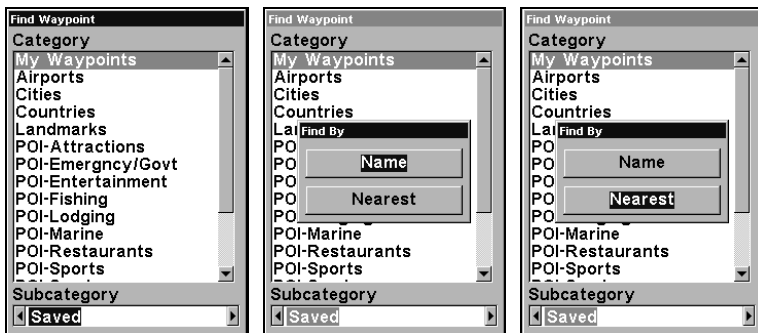 Find Waypoint
Category
My Waypoints
Airports
Cities
Countries
Landmarks
POI-Attractions
POI-Emergncy/Govt
POI-Entertainment
POI-Fishing
POI-Lodging
POI-Marine
POI-Restaurants
POI-Sports
Subcategory
Saved
Find Waypoint
Category
My Waypoints
Airports
Cities
Countries
Find By
Name
Nearest
POI-Marine
POI-Restaurants
POI-Sports
Subcategory
Saved
Find Waypoint
Category
My Waypoints
Airports
Cities
Countries
Find By
Name
Nearest
POI-Marine
POI-Restaurants
POI-Sports
Subcategory
Saved